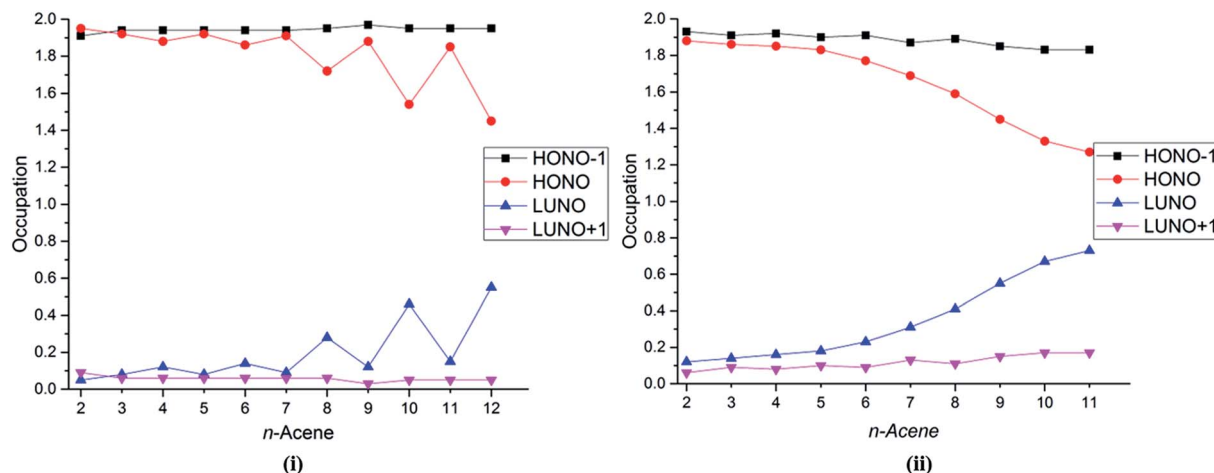 2.0
1.8
1.6
1.4
1.2
1.0
0.8
0.6
0.4
0.2
0.0
Occupation
HONO-1
HONO
LUNO
LUNO+1
2 3 4 5 6 7 8 9 10 11 12
n-Acene
(i)
2.0
1.8
1.6
1.4
1.2
1.0
0.8
0.6
0.4
0.2
0.0
Occupation
HONO-1
HONO
LUNO
LUNO+1
2 3 4 5 6 7 8 9 10 11
n-Acene
(ii)